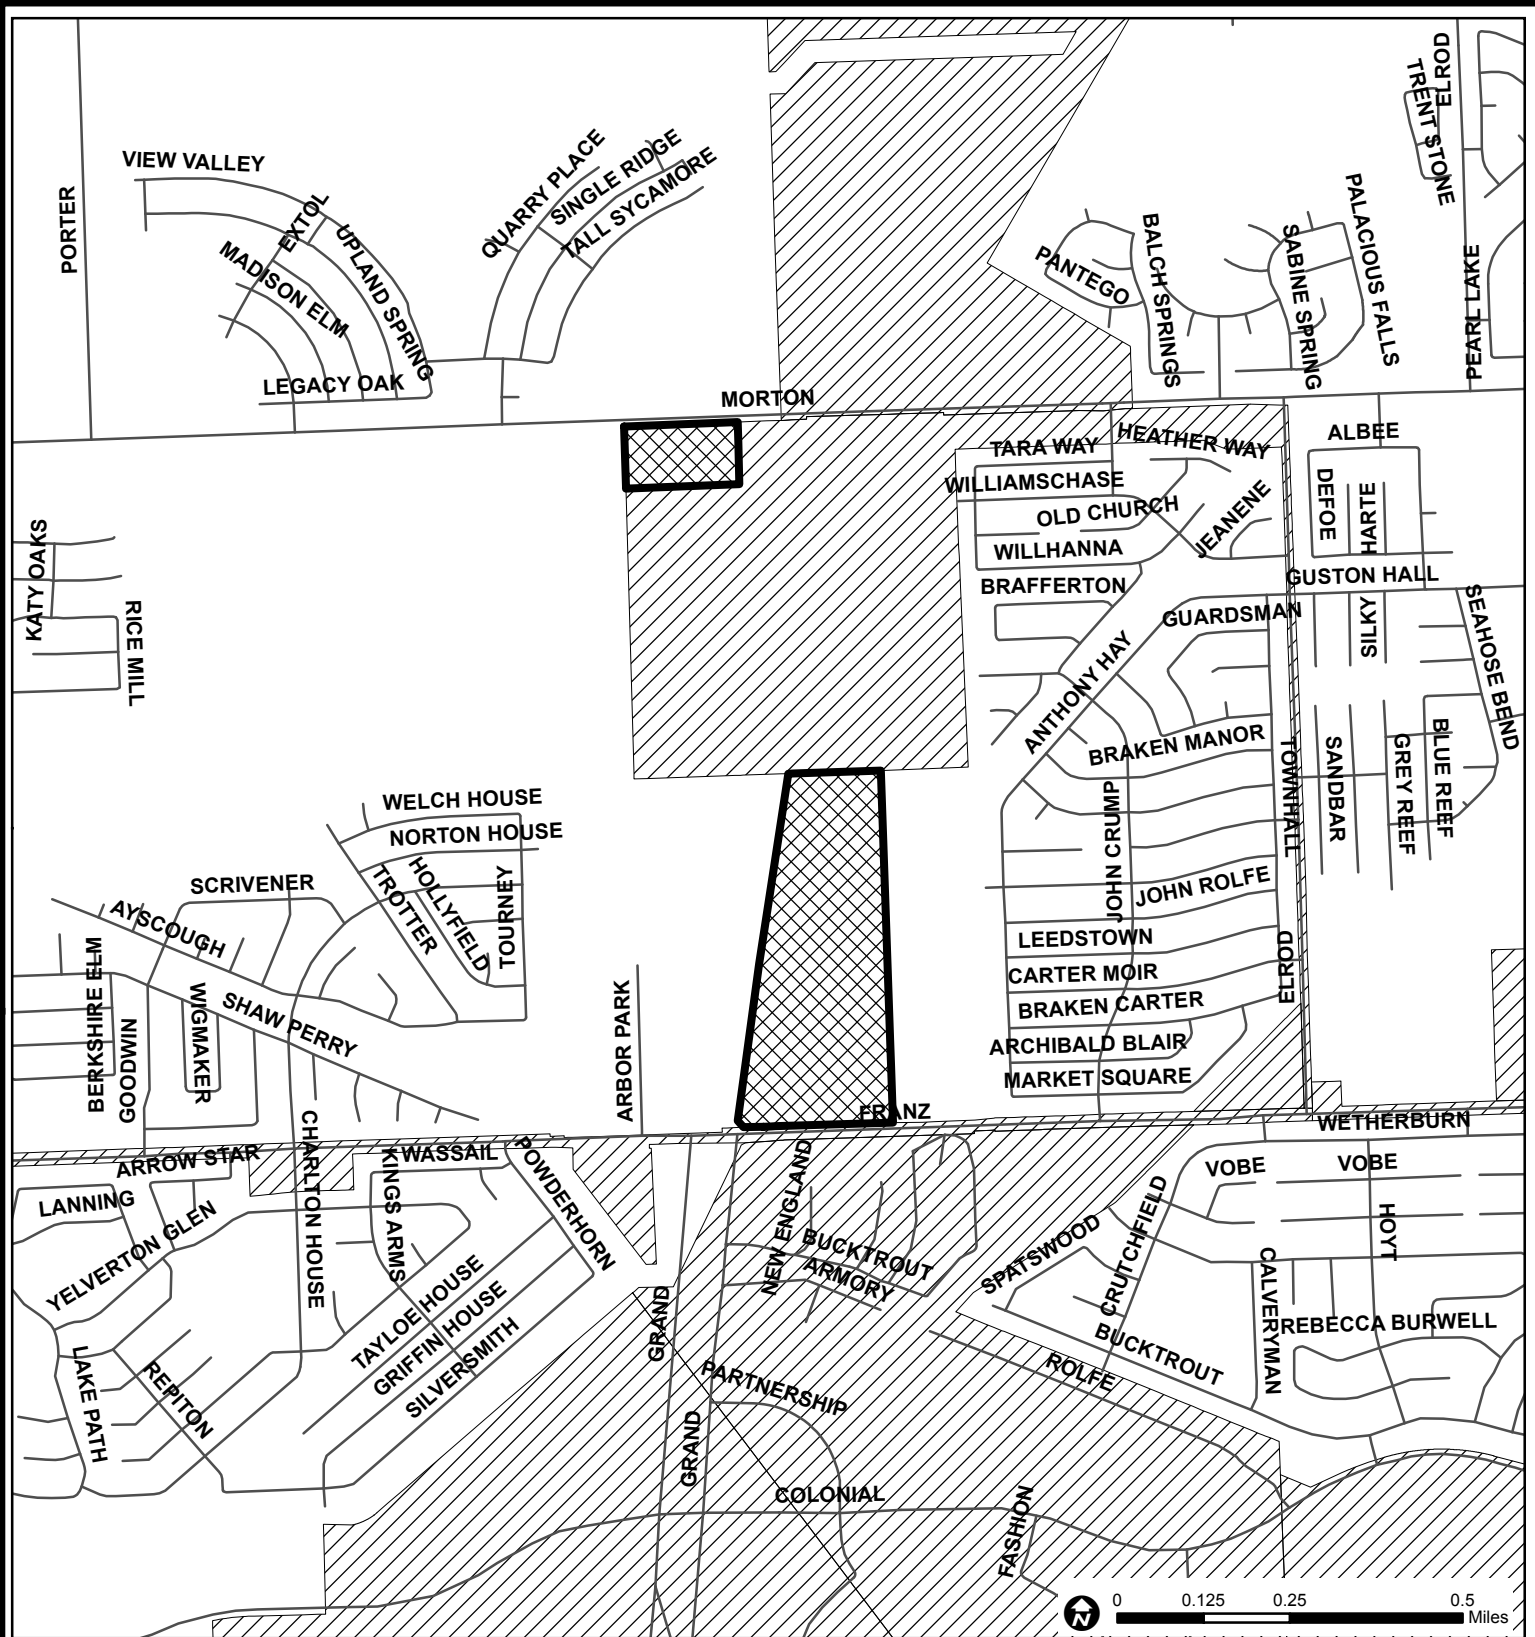 ELROD
TRENT STONE
VIEW VALLEY
QUARRY PLACE
SINGLE RIDGE
TALL SYCAMORE
PORTER
EXTOL
UPLAND SPRING
MADISON ELM
LEGACY OAK
MORTON
PANTEGO
BALCH SPRINGS
SABINE SPRING
PALACIOUS FALLS
PEARL LAKE
TARA WAY
HEATHER WAY
ALBEE
WILLIAMSCHASE
OLD CHURCH
JEANENE
DEFOE
HARTE
WILLHANNA
BRAFFERTON
GUSTON HALL
KATY OAKS
RICE MILL
GUARDSMAN
SILKY
SEAHOSE BEND
ANTHONY HAY
BRAKEN MANOR
TOWNHALL
SANDBAR
GREY REEF
BLUE REEF
WELCH HOUSE
NORTON HOUSE
HOLLYFIELD
TROTTER
TOURNEY
SCRIVENER
AYSCOUGH
JOHN CRUMP
JOHN ROLFE
LEEDSTOWN
CARTER MOIR
BRAKEN CARTER
ELROD
BERKSHIRE ELM
GOODWIN
WIGMAKER
SHAW PERRY
ARBOR PARK
ARCHIBALD BLAIR
MARKET SQUARE
FRANZ
WETHERBURN
ARROW STAR
CHARLTON HOUSE
KINGS ARMS
WASSAIL
POWDERHORN
NEW ENGLAND
VOBE
VOBE
LANNING
YELVERTON GLEN
BUCKTROUT
ARMORY
SPATSWOOD
CRUTCHFIELD
HOYT
CALVERYMAN
REBECCA BURWELL
TAYLOE HOUSE
GRIFFIN HOUSE
SILVERSMITH
GRAND
LAKE PATH
REPITON
PARTNERSHIP
ROLFE
BUCKTROUT
GRAND
COLONIAL
FASHION
N
0 0.125 0.25 0.5
Miles